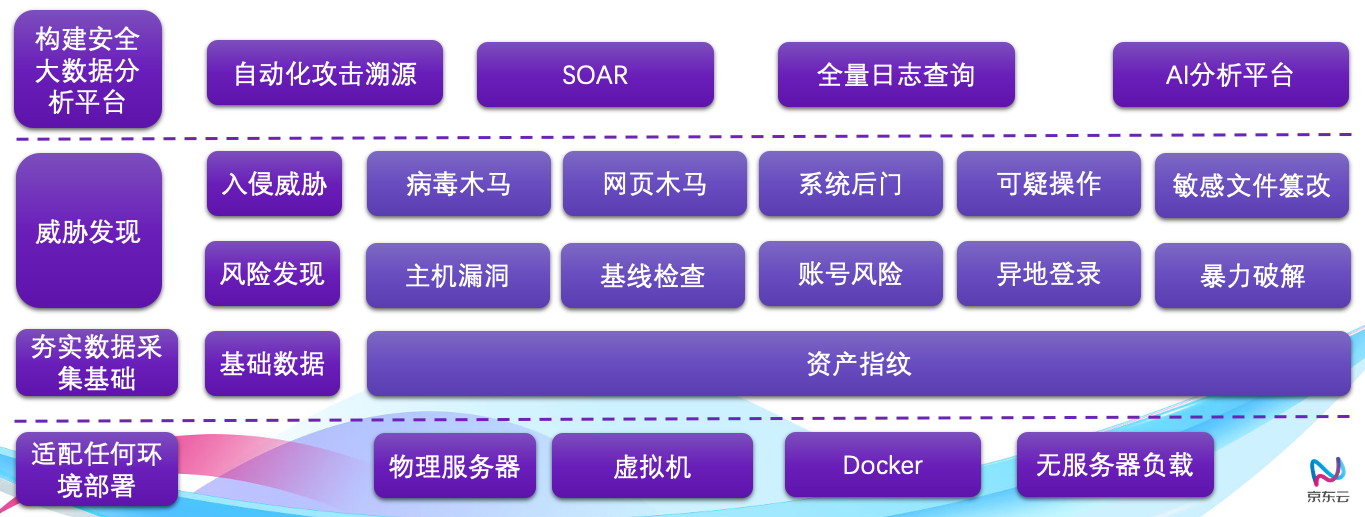 构建安全
大数据分
析平台
自动化攻击溯源
SOAR
全量日志查询
AI分析平台
威胁发现
入侵威胁
病毒木马
网页木马
系统后门
可疑操作
敏感文件篡改
风险发现
主机漏洞
基线检查
账号风险
异地登录
暴力破解
夯实数据采
集基础
基础数据
资产指纹
适配任何环
境部署
物理服务器
虚拟机
Docker
无服务器负载
京东云